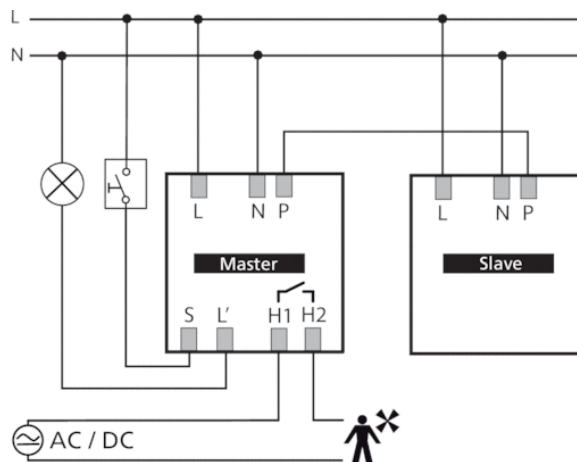 L
N
L N P
L N P
Master
Slave
S L' H1 H2
AC / DC